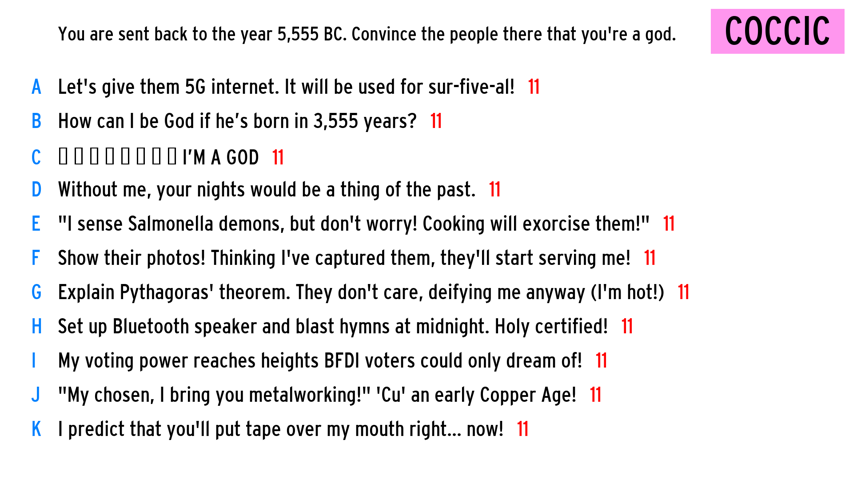 You are sent back to the year 5,555 BC. Convince the people there that you're a god.
COCCIC
A Let's give them 5G internet. It will be used for sur-five-al! 11
B How can I be God if he’s born in 3,555 years? 11
C I’M A GOD 11
D Without me, your nights would be a thing of the past. 11
E "I sense Salmonella demons, but don't worry! Cooking will exorcise them!" 11
F Show their photos! Thinking I've captured them, they'll start serving me! 11
G Explain Pythagoras' theorem. They don't care, deifying me anyway (I'm hot!) 11
H Set up Bluetooth speaker and blast hymns at midnight. Holy certified! 11
I My voting power reaches heights BFDI voters could only dream of! 11
J "My chosen, I bring you metalworking!" 'Cu' an early Copper Age! 11
K I predict that you'll put tape over my mouth right... now! 11